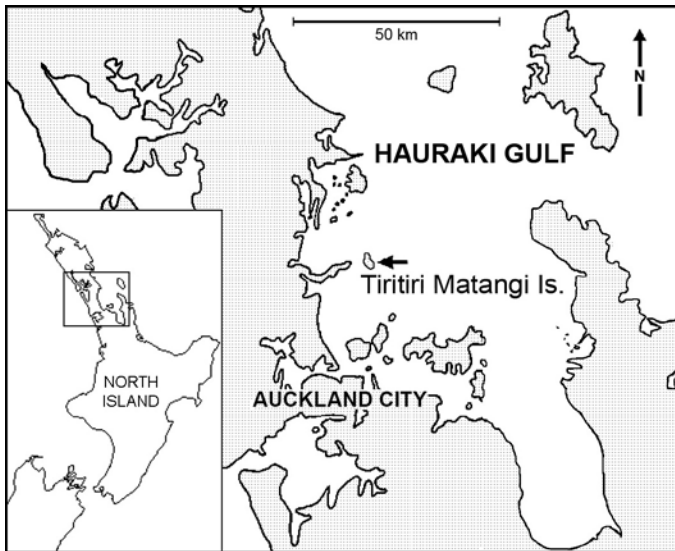 50 km
N
HAURAKI GULF
Tiritiri Matangi Is.
AUCKLAND CITY
NORTH
ISLAND